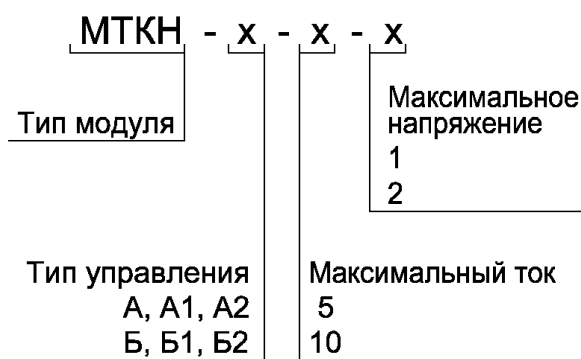 МТКН - х - х - х
Тип модуля
Максимальное
напряжение
1
2
Тип управления
А, А1, А2
Б, Б1, Б2
Максимальный ток
5
10